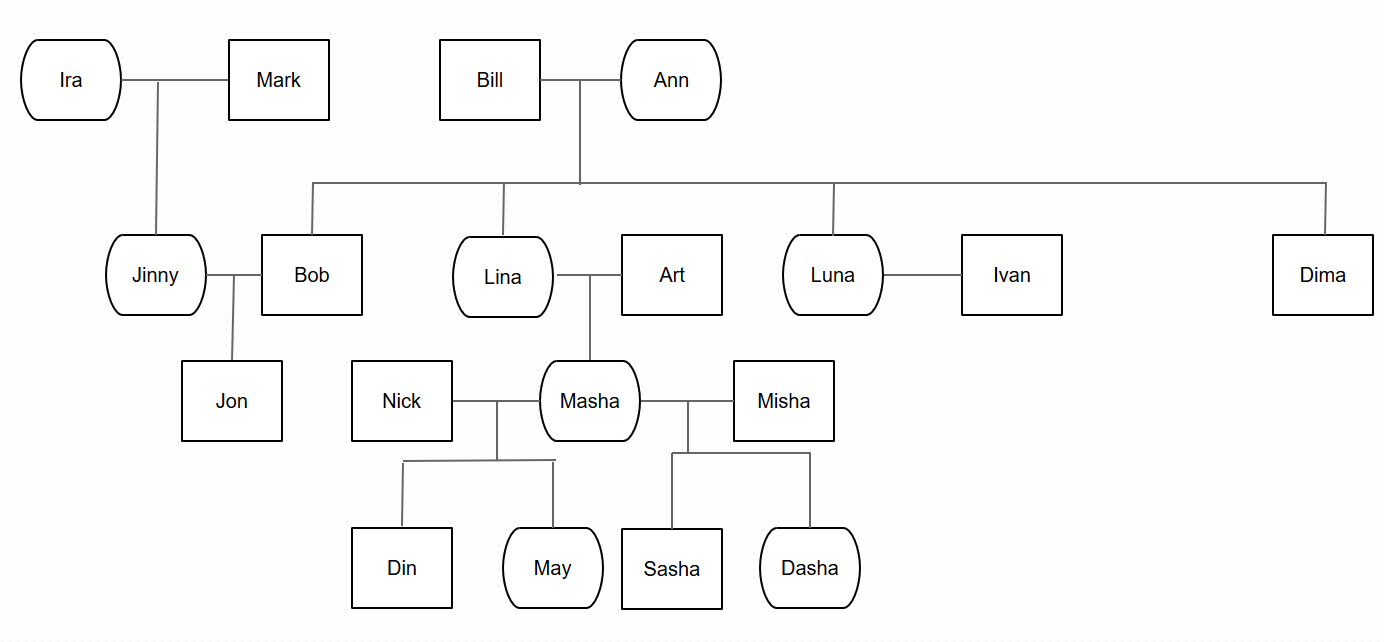 Ira
Mark
Bill
Ann
Jinny
Bob
Lina
Art
Luna
Ivan
Dima
Jon
Nick
Masha
Misha
Din
May
Sasha
Dasha